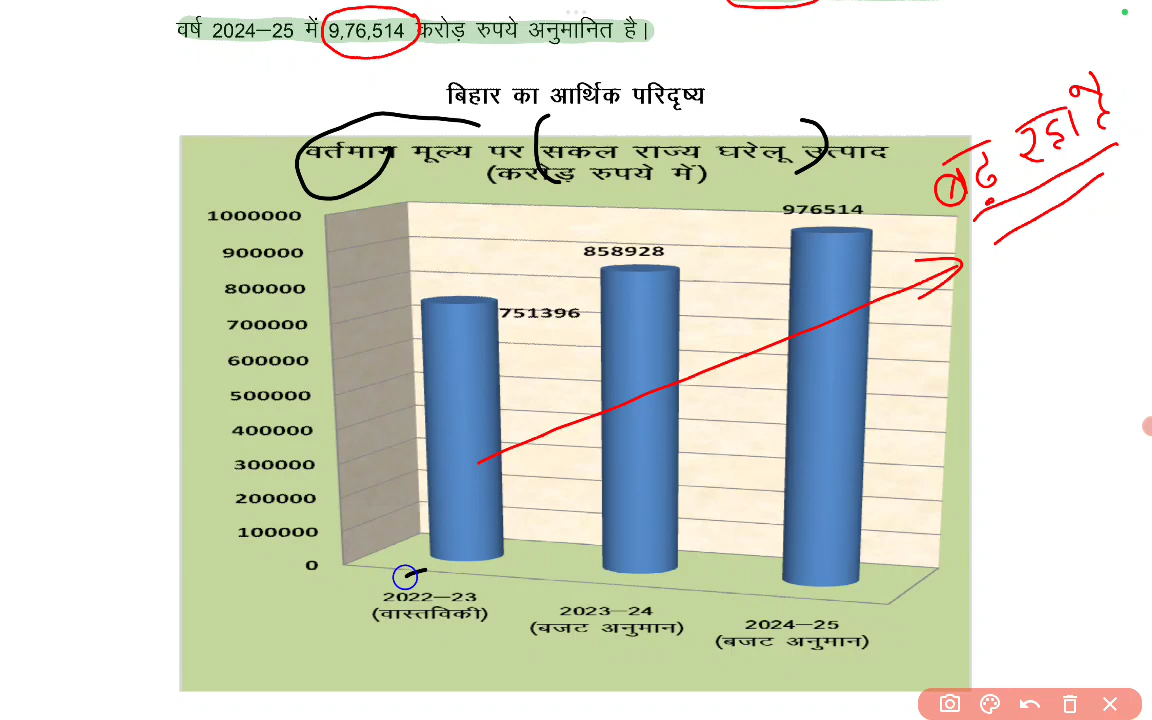 वर्ष 2024–25 में 9,76,514 करोड़ रुपये अनुमानित है।
बिहार का आर्थिक परिदृष्य
वर्तमान मूल्य पर सकल राज्य घरेलू उत्पाद
(करोड़ रुपये में)
बढ़ रहा है
1000000
976514
900000
858928
800000
751396
700000
600000
500000
400000
300000
200000
100000
0
2022–23
(वास्तविकी)
2023–24
(बजट अनुमान)
2024–25
(बजट अनुमान)